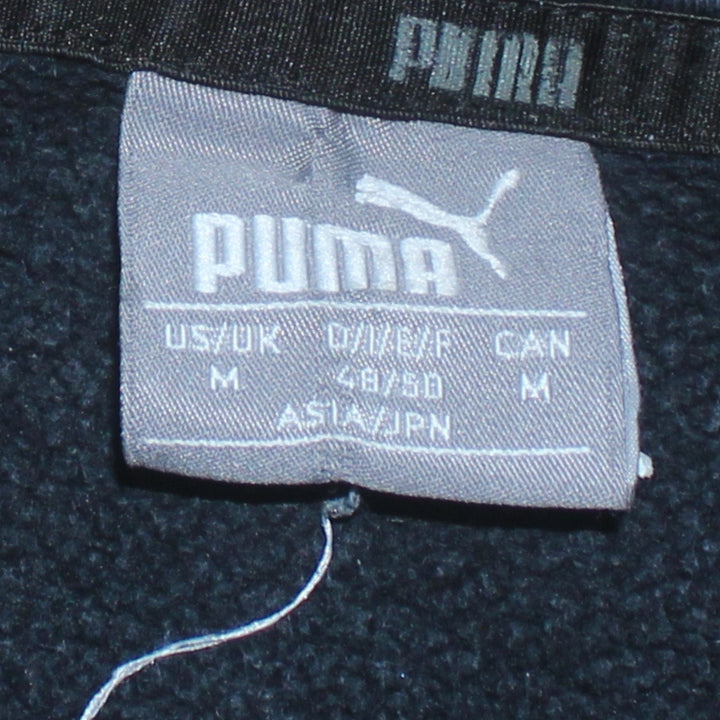 PUMA
PUMA
US/UK D/I/E/F CAN
M 48/50 M
ASIA/JPN